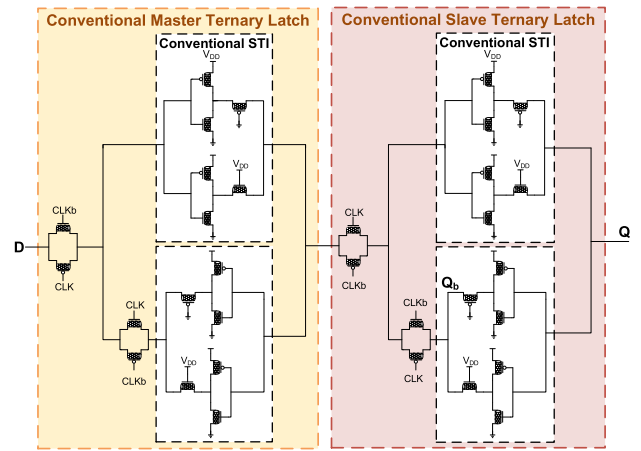 Conventional Master Ternary Latch
Conventional Slave Ternary Latch
Conventional STI
Conventional STI
VDD
VDD
VDD
VDD
CLKb
CLK
D
Q
CLK
CLKb
Qb
CLK
CLKb
CLKb
CLK
VDD
VDD